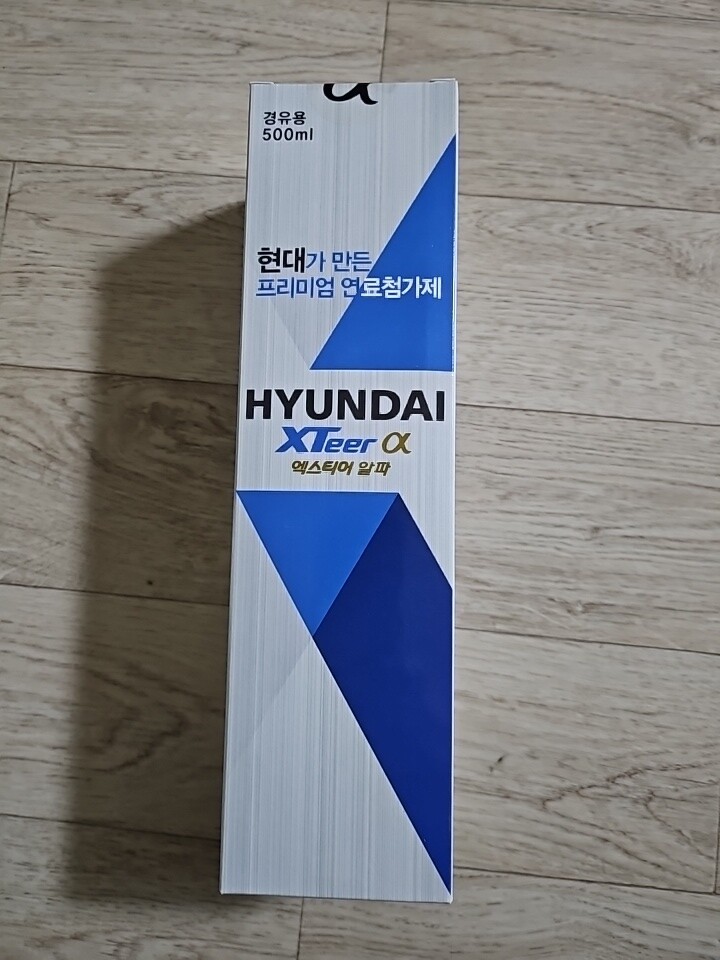 α
경유용
500ml
현대가 만든
프리미엄 연료첨가제
HYUNDAI
XTeer α
엑스티어 알파